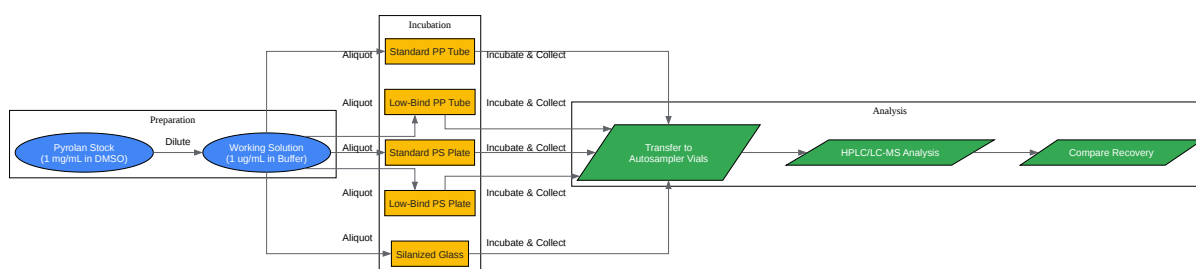 Incubation
Aliquot
Standard PP Tube
Incubate & Collect
Aliquot
Low-Bind PP Tube
Incubate & Collect
Preparation
Analysis
Pyrolan Stock
(1 mg/mL in DMSO)
Dilute
Working Solution
(1 ug/mL in Buffer)
Aliquot
Standard PS Plate
Incubate & Collect
Transfer to
Autosampler Vials
HPLC/LC-MS Analysis
Compare Recovery
Aliquot
Low-Bind PS Plate
Incubate & Collect
Aliquot
Silanized Glass
Incubate & Collect